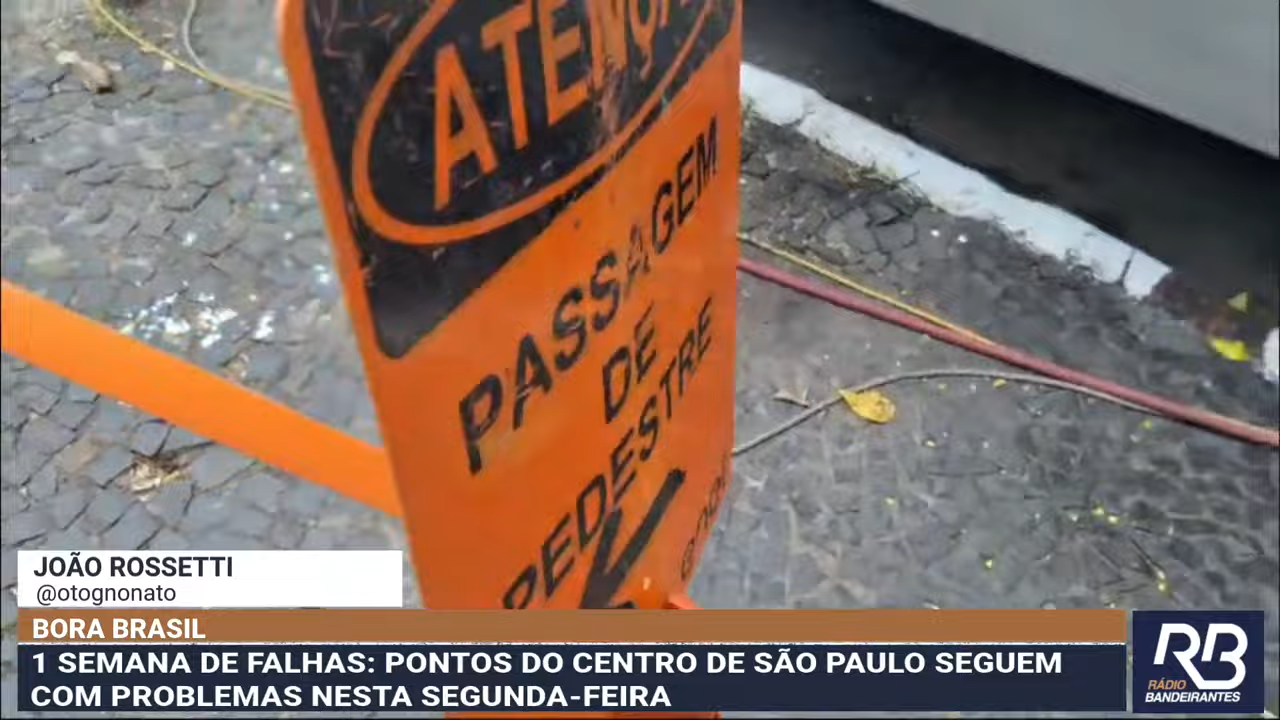 ATENÇÃ
PASSAGEM
DE
PEDESTRE
JOÃO ROSSETTI
@otognonato
BORA BRASIL
1 SEMANA DE FALHAS: PONTOS DO CENTRO DE SÃO PAULO SEGUEM
COM PROBLEMAS NESTA SEGUNDA-FEIRA
RB
RÁDIO
BANDEIRANTES